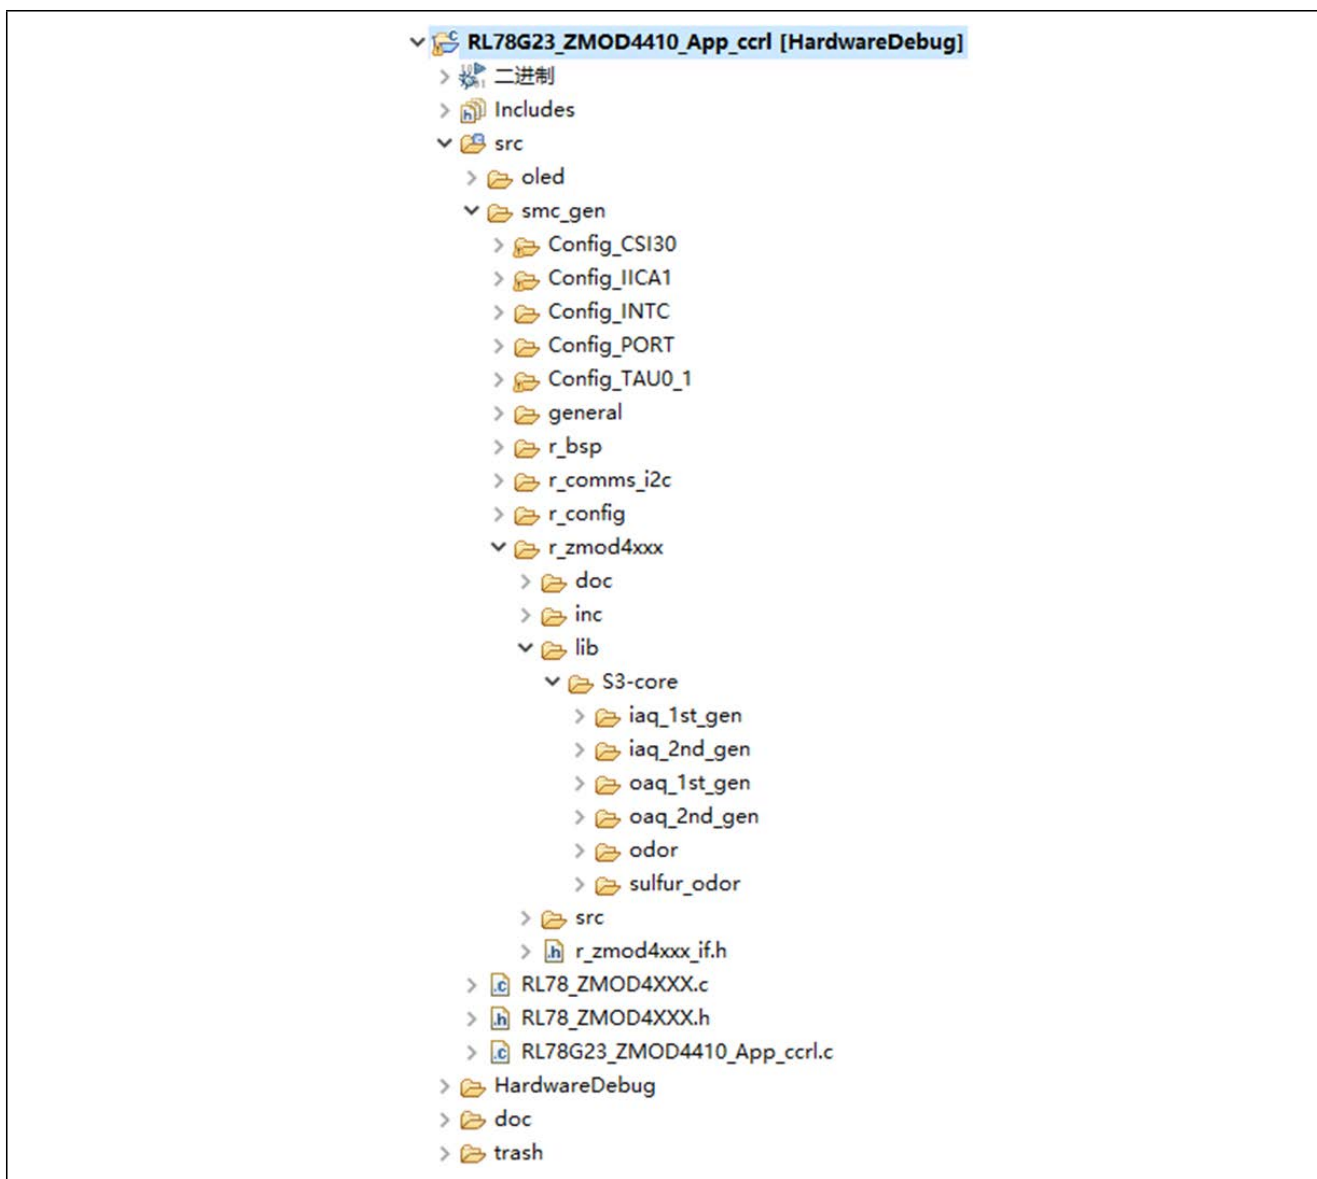 RL78G23_ZMOD4410_App_ccrl [HardwareDebug]
二进制
Includes
src
oled
smc_gen
Config_CSI30
Config_IICA1
Config_INTC
Config_PORT
Config_TAU0_1
general
r_bsp
r_comms_i2c
r_config
r_zmod4xxx
doc
inc
lib
S3-core
iaq_1st_gen
iaq_2nd_gen
oaq_1st_gen
oaq_2nd_gen
odor
sulfur_odor
src
r_zmod4xxx_if.h
RL78_ZMOD4XXX.c
RL78_ZMOD4XXX.h
RL78G23_ZMOD4410_App_ccrl.c
HardwareDebug
doc
trash